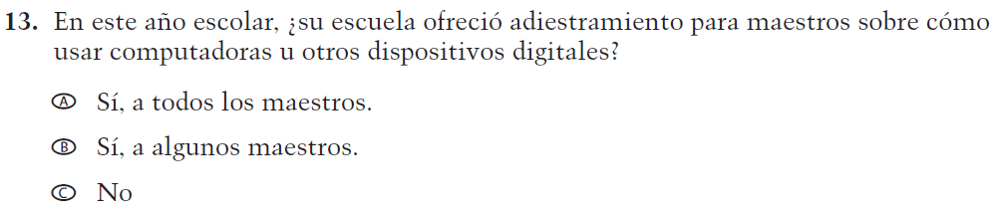 13. En este año escolar, ¿su escuela ofreció adiestramiento para maestros sobre cómo
usar computadoras u otros dispositivos digitales?
A Sí, a todos los maestros.
B Sí, a algunos maestros.
C No